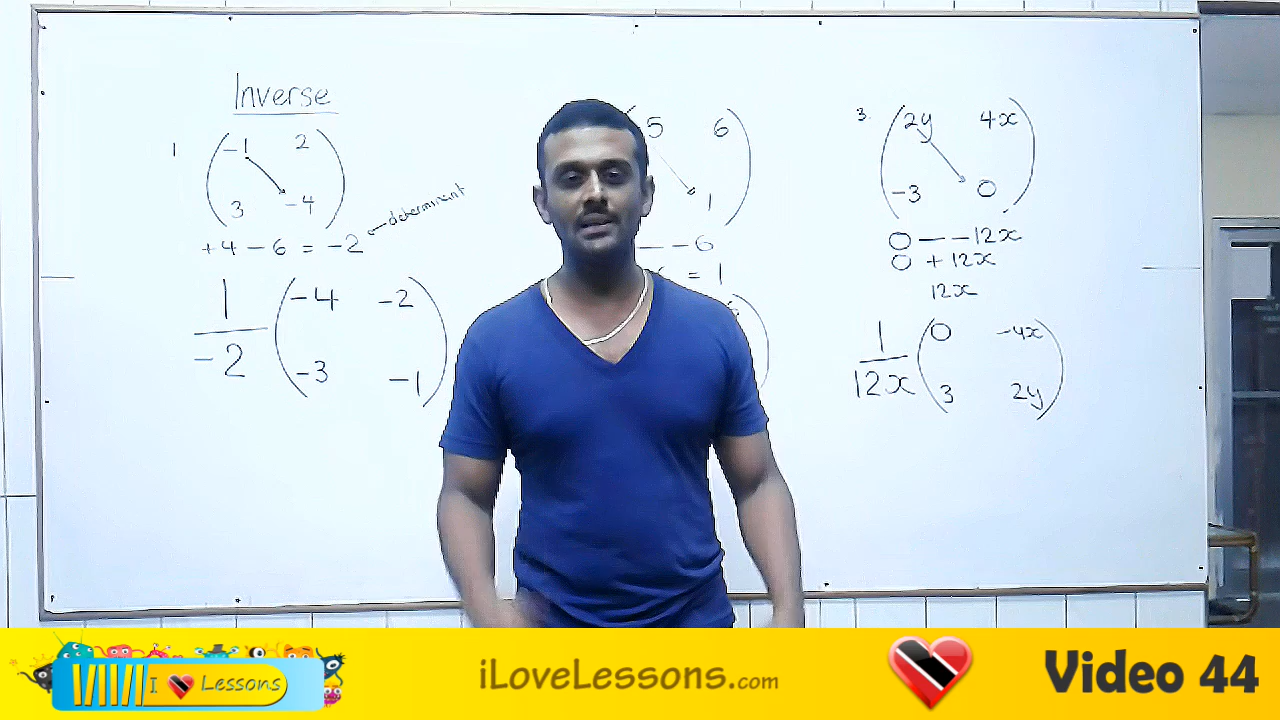 Inverse
1
-1 2
3 -4
+4 - 6 = -2 ← determinant
1
-2
-4 -2
-3 -1
5 6
1
— -6
= 1
3.
2y 4x
-3 0
0 — -12x
0 + 12x
12x
1
12x
0 -4x
3 2y
I Lessons
iLoveLessons.com
Video 44